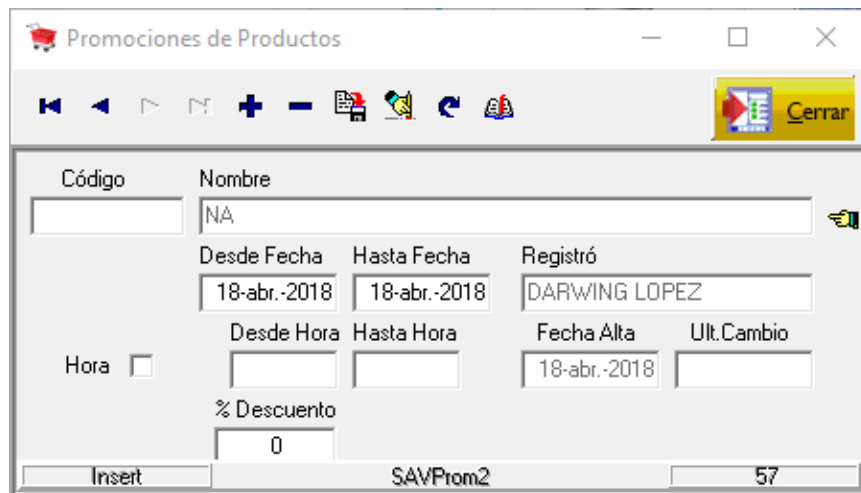 Promociones de Productos
Cerrar
Código Nombre
NA
Desde Fecha Hasta Fecha Registró
18-abr.-2018 18-abr.-2018 DARWING LOPEZ
Desde Hora Hasta Hora Fecha Alta Ult.Cambio
Hora 18-abr.-2018
% Descuento
0
Insert SAVProm2 57